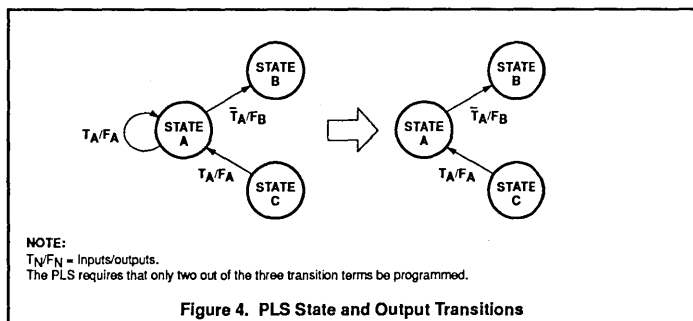 STATE
B
STATE
A
T̄A/FB
TA/FA
TA/FA
STATE
C
STATE
B
STATE
A
T̄A/FB
TA/FA
STATE
C
NOTE:
TN/FN = Inputs/outputs.
The PLS requires that only two out of the three transition terms be programmed.
Figure 4. PLS State and Output Transitions